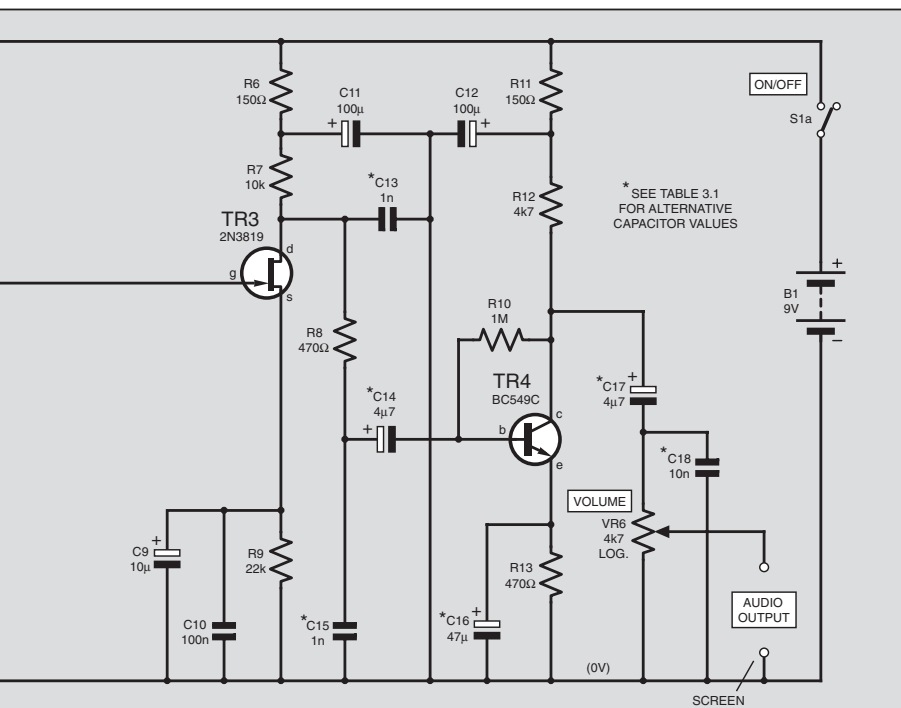 R6
150Ω
C11
100µ
+
C12
100µ
+
R11
150Ω
ON/OFF
S1a
R7
10k
*C13
1n
R12
4k7
* SEE TABLE 3.1
FOR ALTERNATIVE
CAPACITOR VALUES
TR3
2N3819
d
g
s
+
B1
9V
−
R10
1M
R8
470Ω
TR4
BC549C
*C14
4µ7
+
*C17
4µ7
+
b
c
e
*C18
10n
VOLUME
VR6
4k7
LOG.
C9
10µ
+
R9
22k
R13
470Ω
C10
100n
*C15
1n
*C16
47µ
+
AUDIO
OUTPUT
(0V)
SCREEN